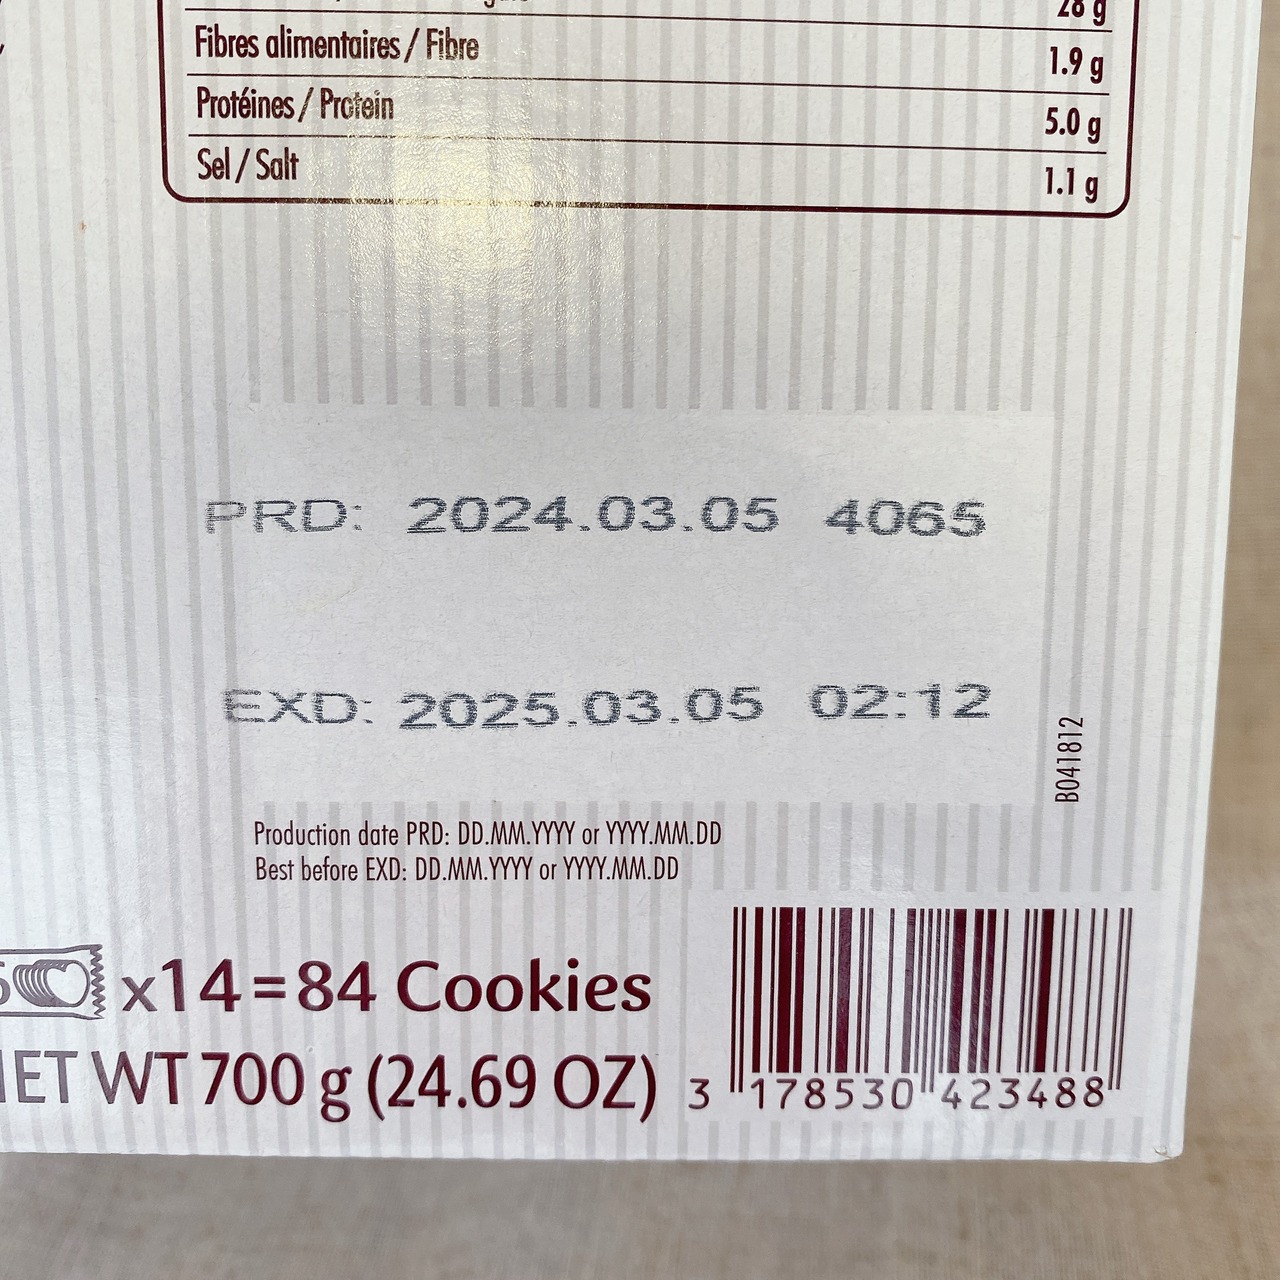 28 g
Fibres alimentaires / Fibre 1.9 g
Protéines / Protein 5.0 g
Sel / Salt 1.1 g
PRD: 2024.03.05 4065
EXD: 2025.03.05 02:12
B041812
Production date PRD: DD.MM.YYYY or YYYY.MM.DD
Best before EXD: DD.MM.YYYY or YYYY.MM.DD
x14=84 Cookies
NET WT 700 g (24.69 OZ)
3 178530 423488